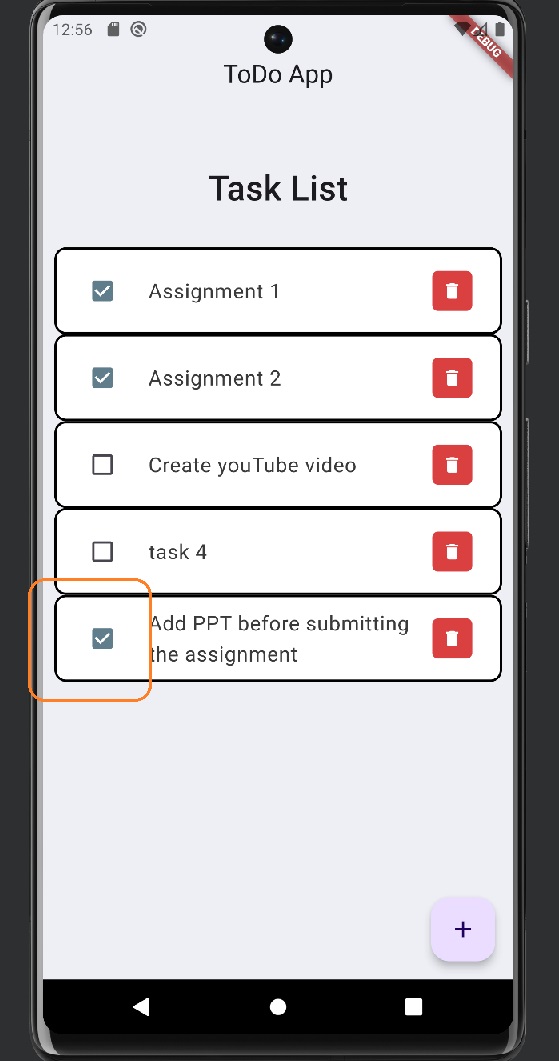 12:56
DEBUG
ToDo App
Task List
Assignment 1
Assignment 2
Create youTube video
task 4
Add PPT before submitting
the assignment
+